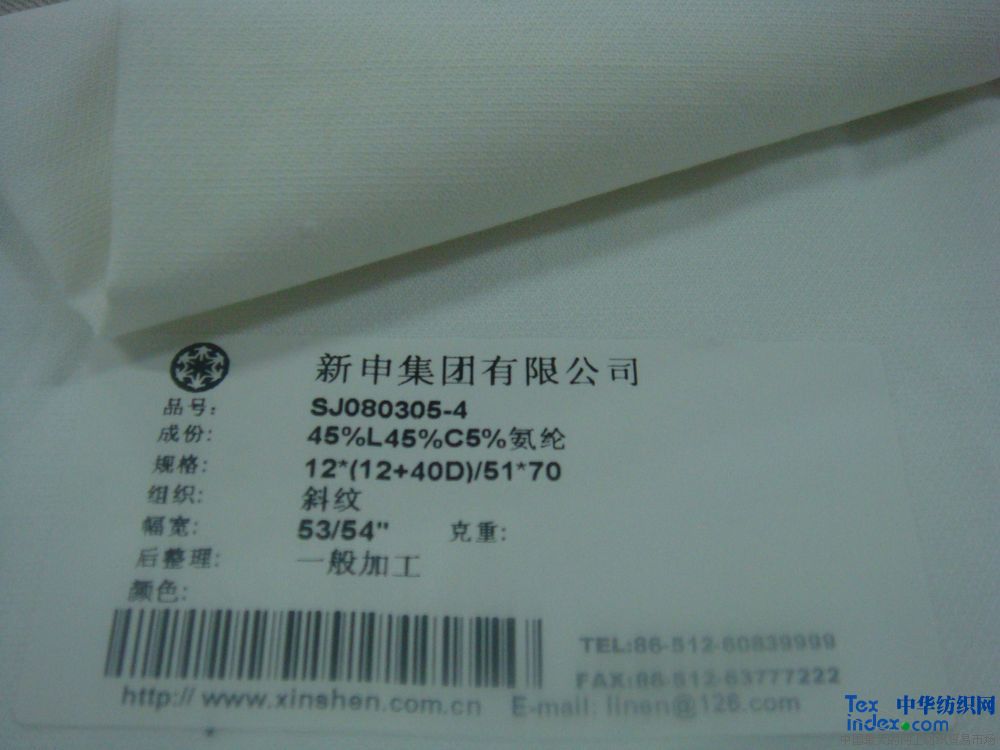 新申集团有限公司
品号: SJ080305-4
成份: 45%L45%C5%氨纶
规格: 12*(12+40D)/51*70
组织: 斜纹
幅宽: 53/54" 克重:
后整理: 一般加工
颜色:
TEL:86-512-60839999
FAX:86-512-63777222
http:// www.xinshen.com.cn E-mail: linen@126.com
Tex 中华纺织网
index.com